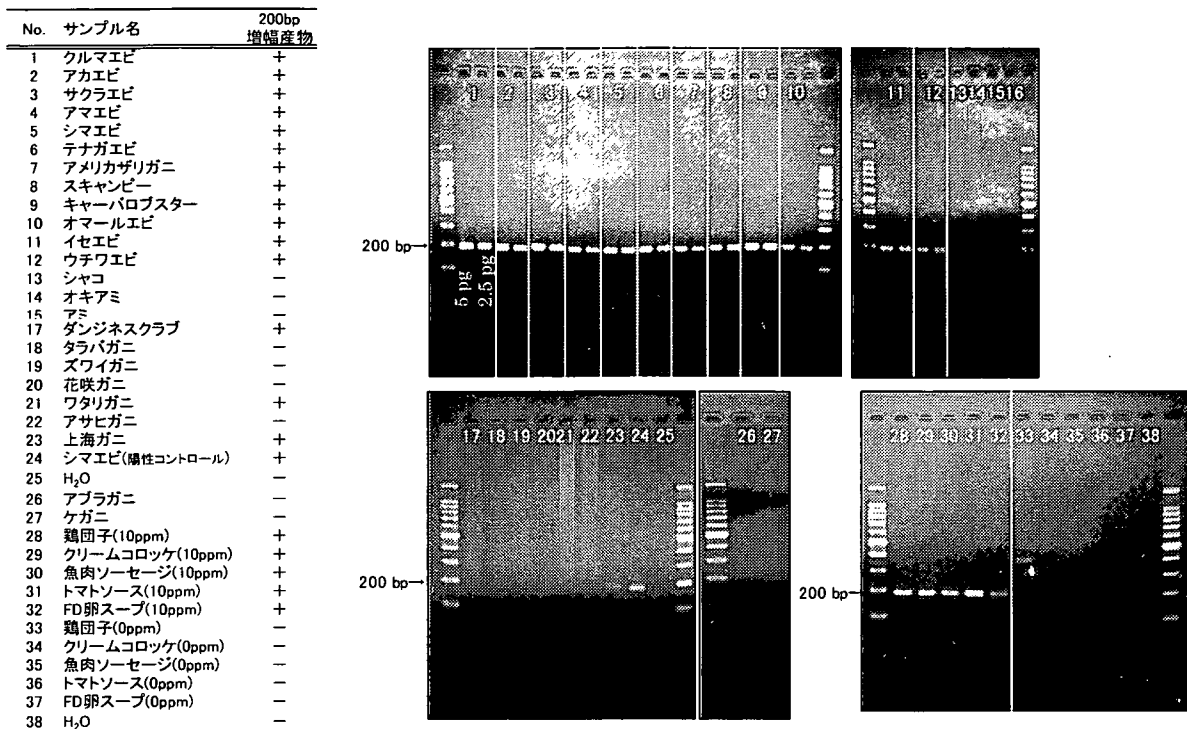 No. サンプル名 200bp 増幅産物
1 クルマエビ +
2 アカエビ +
3 サクラエビ +
4 アマエビ +
5 シマエビ +
6 テナガエビ +
7 アメリカザリガニ +
8 スキャンピー +
9 キャーバロブスター +
10 オマールエビ +
11 イセエビ +
12 ウチワエビ +
13 シャコ −
14 オキアミ −
15 アミ −
17 ダンジネスクラブ +
18 タラバガニ −
19 ズワイガニ −
20 花咲ガニ −
21 ワタリガニ +
22 アサヒガニ −
23 上海ガニ +
24 シマエビ(陽性コントロール) +
25 H₂O −
26 アブラガニ −
27 ケガニ −
28 鶏団子(10ppm) +
29 クリームコロッケ(10ppm) +
30 魚肉ソーセージ(10ppm) +
31 トマトソース(10ppm) +
32 FD卵スープ(10ppm) +
33 鶏団子(0ppm) −
34 クリームコロッケ(0ppm) −
35 魚肉ソーセージ(0ppm) −
36 トマトソース(0ppm) −
37 FD卵スープ(0ppm) −
38 H₂O −
1 2 3 4 5 6 7 8 9 10
200 bp→
5 pg
2.5 pg
11 12 13 14 15 16
17 18 19 20 21 22 23 24 25
200 bp→
26 27
28 29 30 31 32 33 34 35 36 37 38
200 bp→